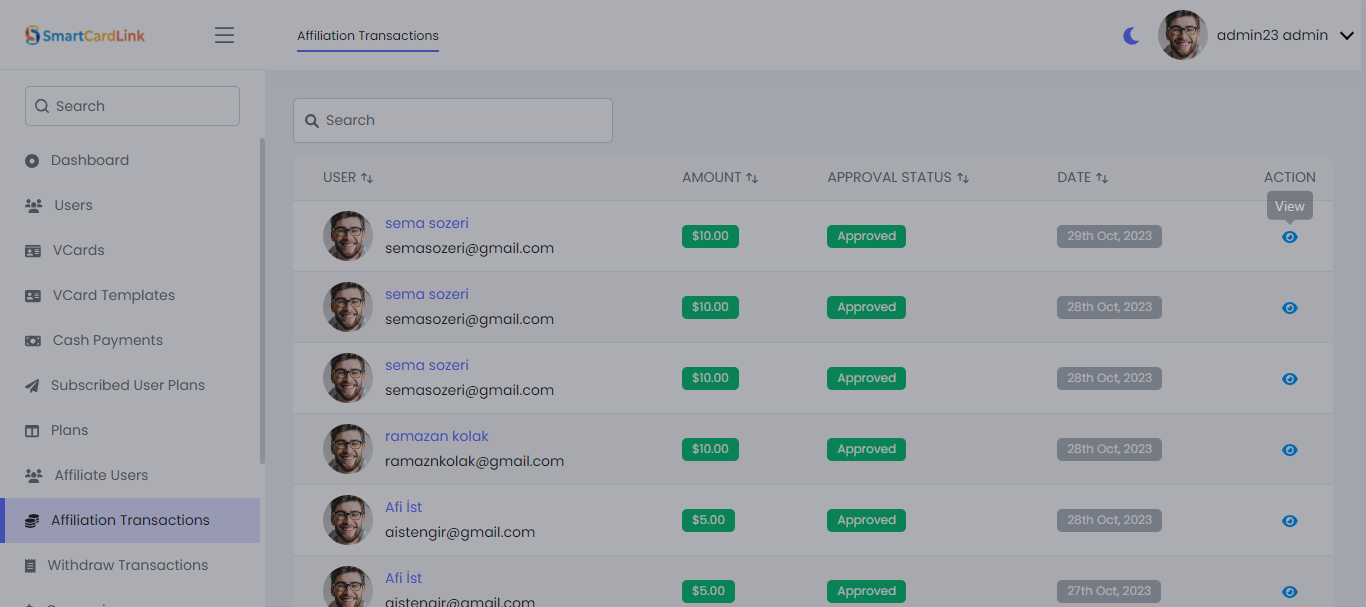 SmartCardLink
Affiliation Transactions
admin23 admin
Search
Dashboard
Users
VCards
VCard Templates
Cash Payments
Subscribed User Plans
Plans
Affiliate Users
Affiliation Transactions
Withdraw Transactions
Search
USER AMOUNT APPROVAL STATUS DATE ACTION
View
sema sozeri
semasozeri@gmail.com
$10.00 Approved 29th Oct, 2023
sema sozeri
semasozeri@gmail.com
$10.00 Approved 28th Oct, 2023
sema sozeri
semasozeri@gmail.com
$10.00 Approved 28th Oct, 2023
ramazan kolak
ramaznkolak@gmail.com
$10.00 Approved 28th Oct, 2023
Afi İst
aistengir@gmail.com
$5.00 Approved 28th Oct, 2023
Afi İst
aistengir@gmail.com
$5.00 Approved 27th Oct, 2023